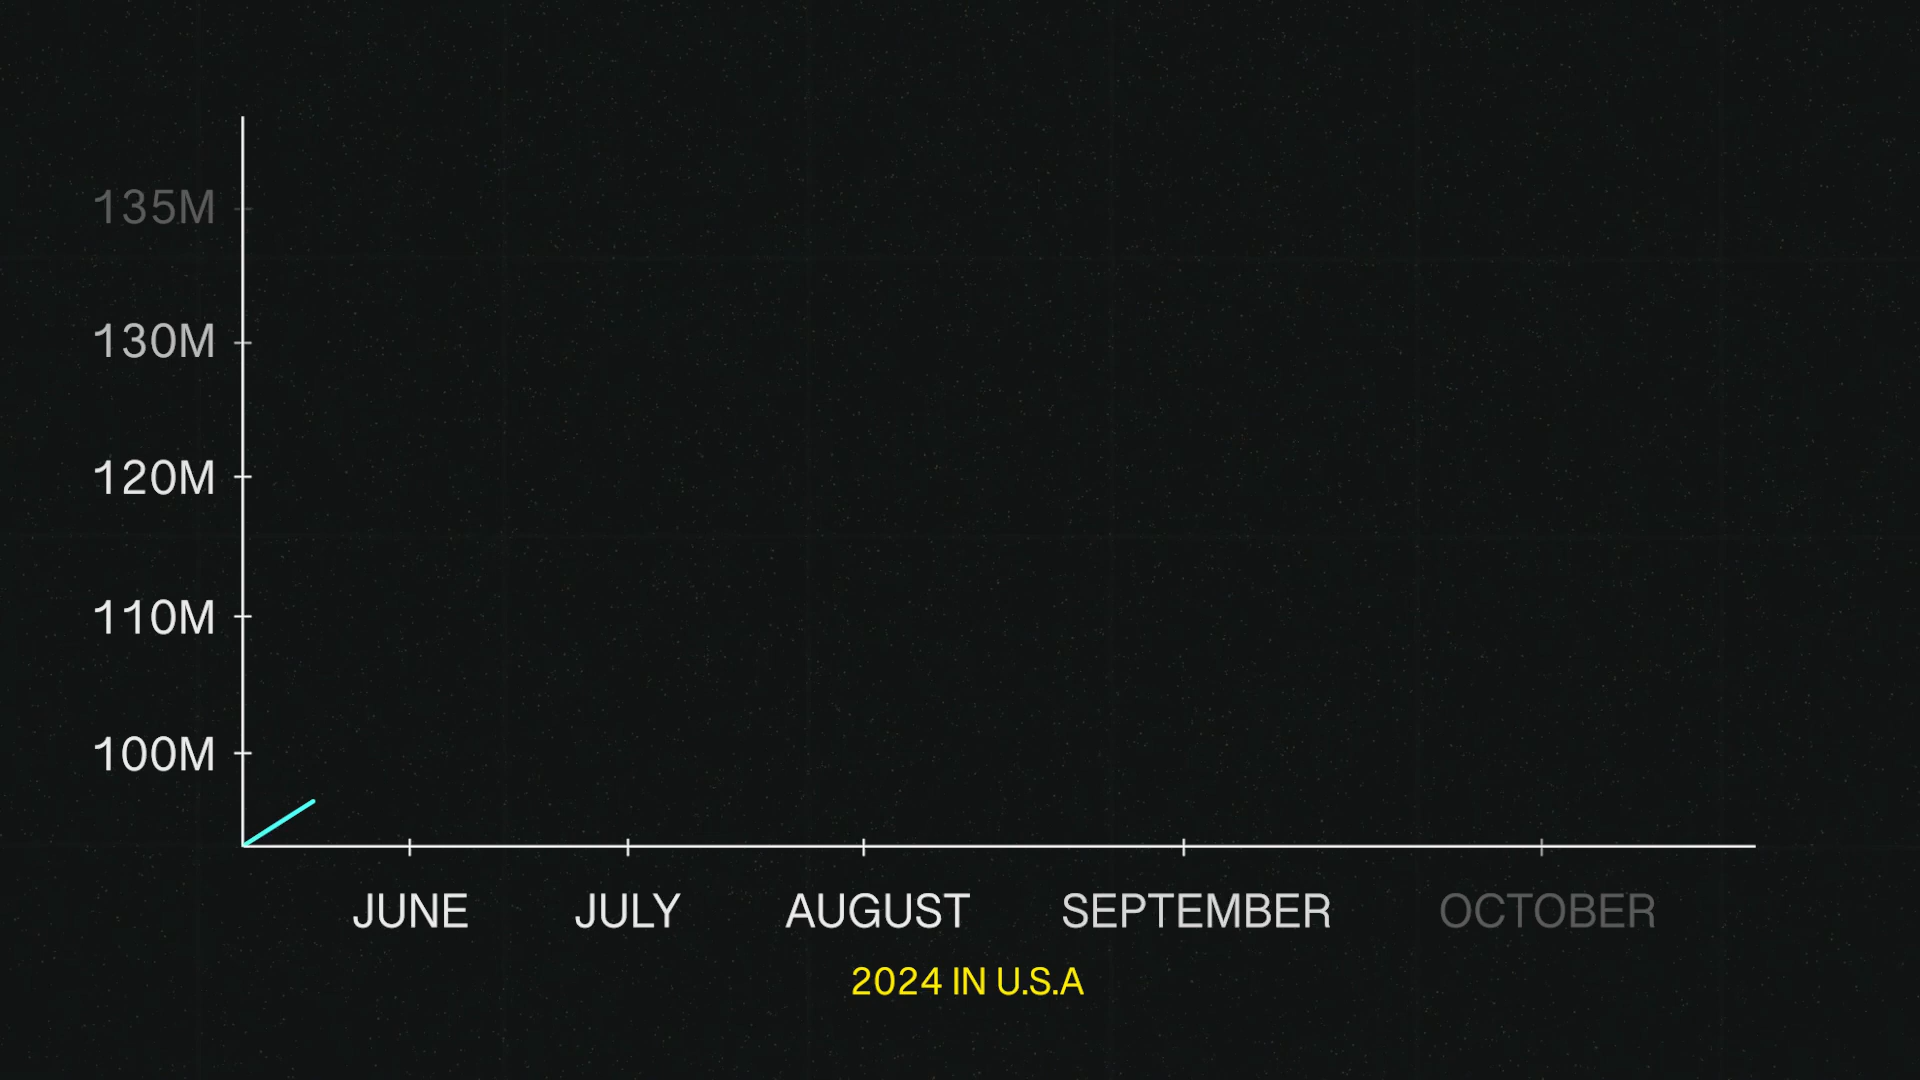 135M
130M
120M
110M
100M
JUNE JULY AUGUST SEPTEMBER OCTOBER
2024 IN U.S.A